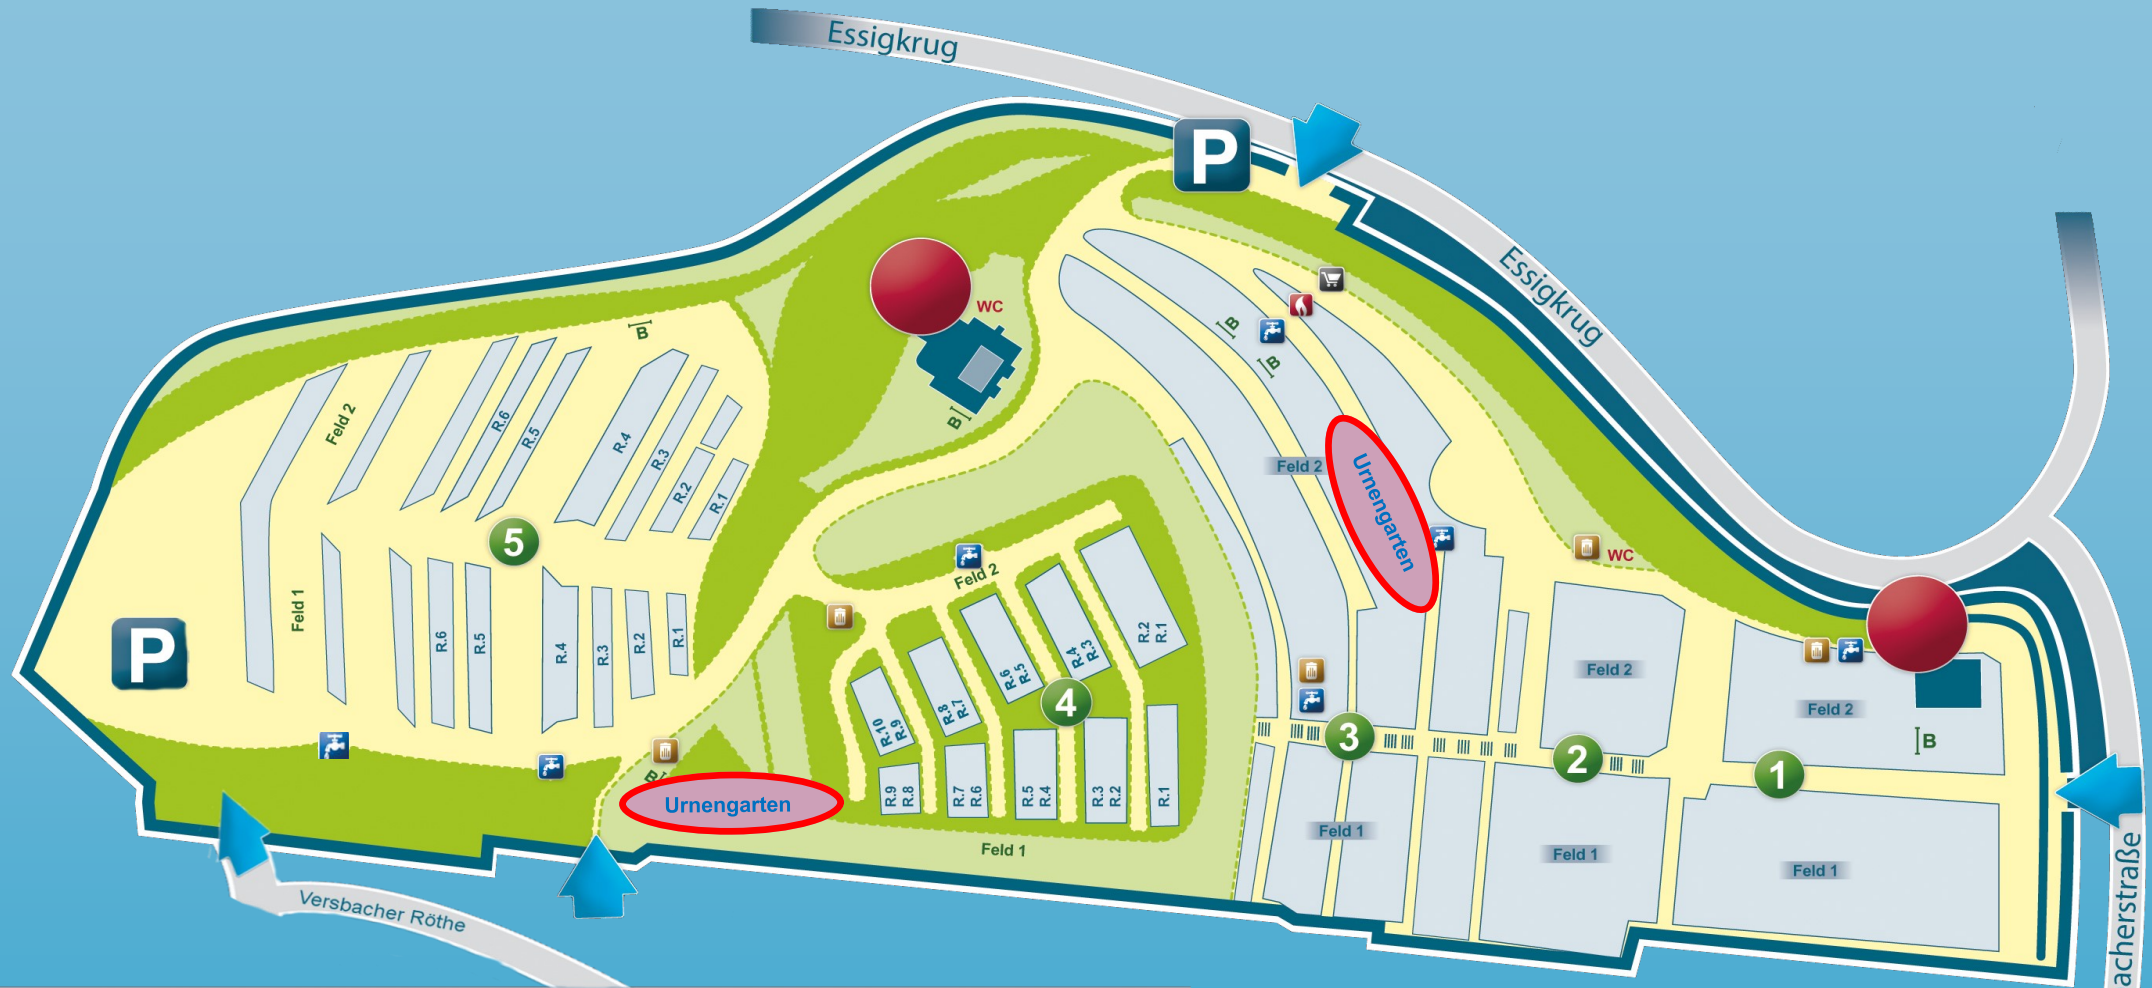 Essigkrug
P
Essigkrug
WC
B
B
B
B
R.6
R.5
R.4
R.3
R.2
R.1
Feld 2
5
Feld 1
R.6
R.5
R.4
R.3
R.2
R.1
P
B
Urnengarten
Feld 2
R.2
R.1
R.4
R.3
R.6
R.5
R.8
R.7
R.10
R.9
4
R.9
R.8
R.7
R.6
R.5
R.4
R.3
R.2
R.1
Feld 1
Feld 2
Urnengarten
WC
3
Feld 1
Feld 2
2
Feld 1
Feld 2
B
1
Feld 1
Versbacher Röthe
acherstraße